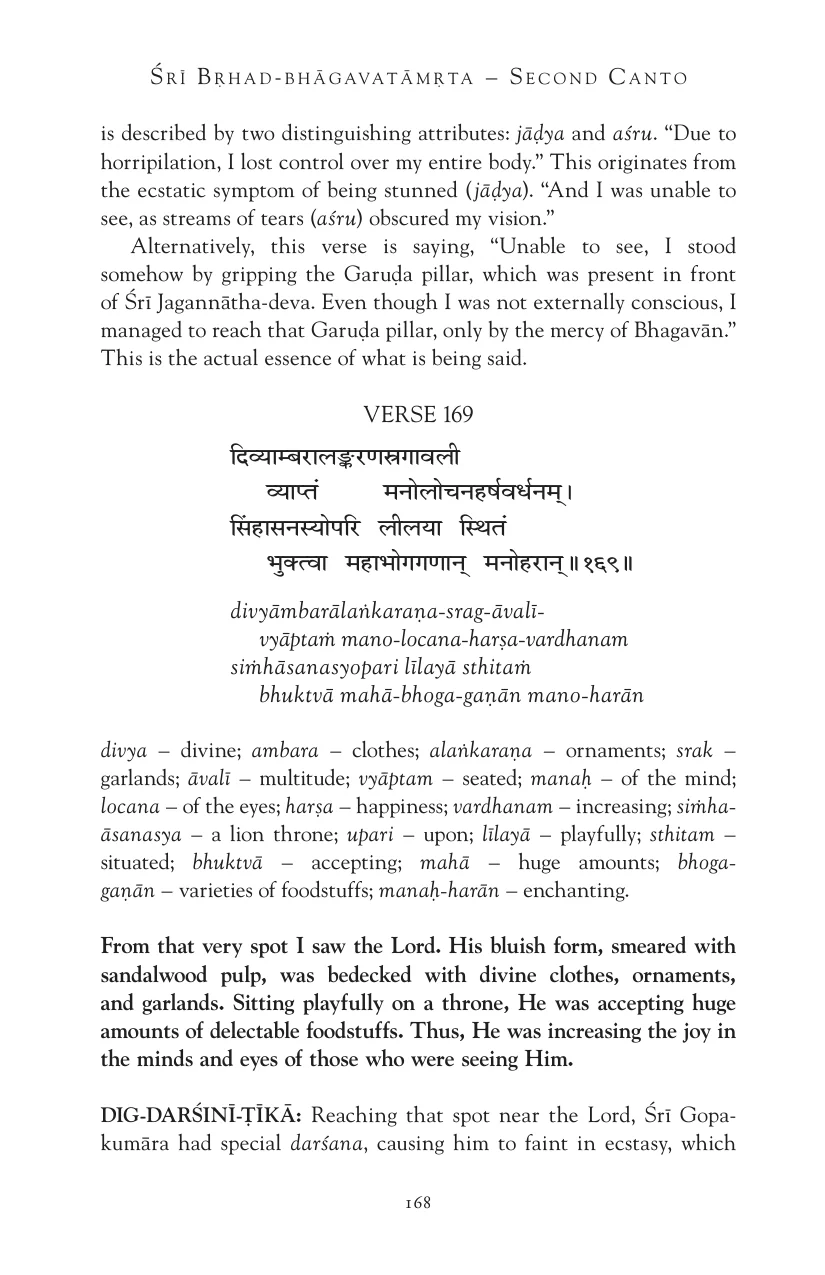 Śrī Bṛhad-bhāgavatāmṛta – Second Canto
is described by two distinguishing attributes: jāḍya and aśru. “Due to
horripilation, I lost control over my entire body.” This originates from
the ecstatic symptom of being stunned (jāḍya). “And I was unable to
see, as streams of tears (aśru) obscured my vision.”
Alternatively, this verse is saying, “Unable to see, I stood
somehow by gripping the Garuḍa pillar, which was present in front
of Śrī Jagannātha-deva. Even though I was not externally conscious, I
managed to reach that Garuḍa pillar, only by the mercy of Bhagavān.”
This is the actual essence of what is being said.
VERSE 169
दिव्याम्बरालङ्करणस्रगावली
व्याप्तं मनोलोचनहर्षवर्धनम्।
सिंहासनस्योपरि लीलया स्थितं
भुक्त्वा महाभोगगणान् मनोहरान्॥१६९॥
divyāmbarālaṅkaraṇa-srag-āvalī-
vyāptaṁ mano-locana-harṣa-vardhanam
siṁhāsanasyopari līlayā sthitaṁ
bhuktvā mahā-bhoga-gaṇān mano-harān
divya – divine; ambara – clothes; alaṅkaraṇa – ornaments; srak –
garlands; āvalī – multitude; vyāptam – seated; manaḥ – of the mind;
locana – of the eyes; harṣa – happiness; vardhanam – increasing; siṁha-
āsanasya – a lion throne; upari – upon; līlayā – playfully; sthitam –
situated; bhuktvā – accepting; mahā – huge amounts; bhoga-
gaṇān – varieties of foodstuffs; manaḥ-harān – enchanting.
From that very spot I saw the Lord. His bluish form, smeared with
sandalwood pulp, was bedecked with divine clothes, ornaments,
and garlands. Sitting playfully on a throne, He was accepting huge
amounts of delectable foodstuffs. Thus, He was increasing the joy in
the minds and eyes of those who were seeing Him.
DIG-DARŚINĪ-ṬĪKĀ: Reaching that spot near the Lord, Śrī Gopa-
kumāra had special darśana, causing him to faint in ecstasy, which
168